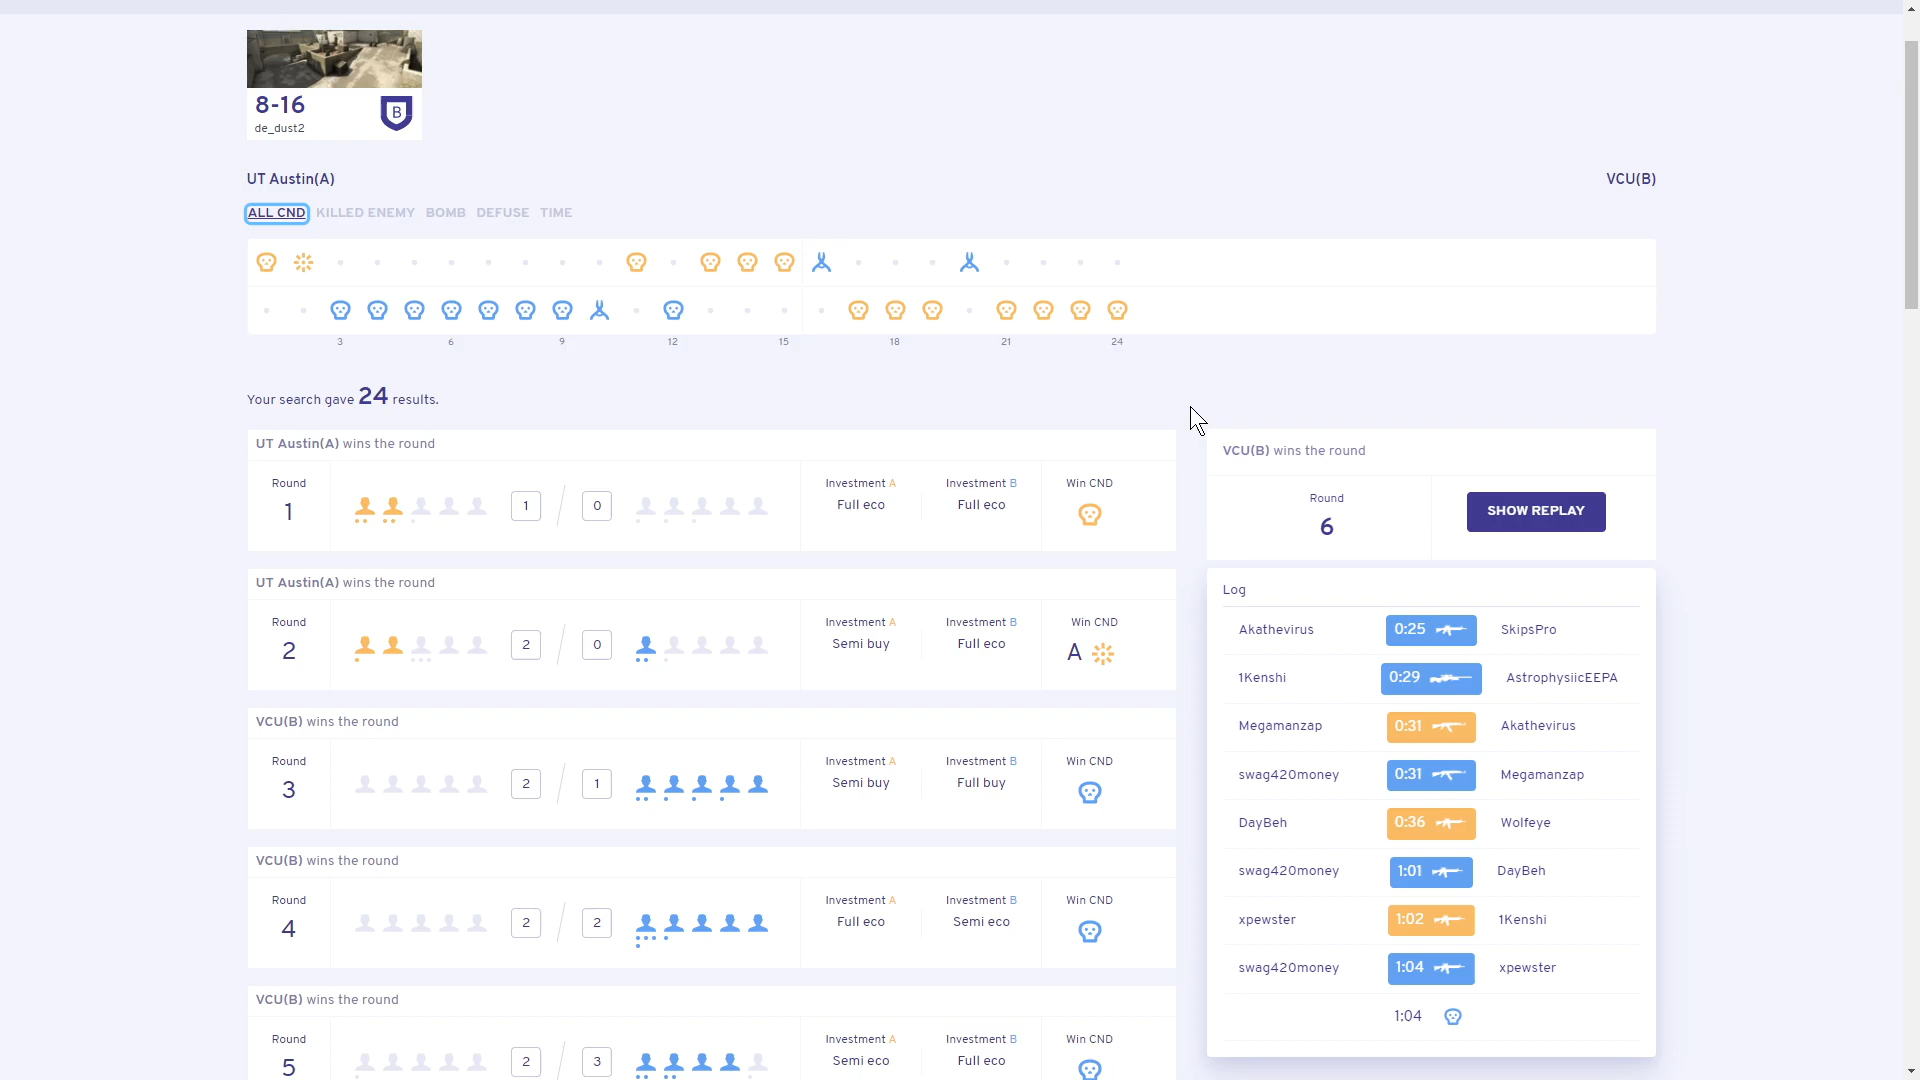 8-16
B
de_dust2
UT Austin(A)
VCU(B)
ALL CND KILLED ENEMY BOMB DEFUSE TIME
3 6 9 12 15 18 21 24
Your search gave 24 results.
UT Austin(A) wins the round
Round
1
1 / 0
Investment A
Full eco
Investment B
Full eco
Win CND
UT Austin(A) wins the round
Round
2
2 / 0
Investment A
Semi buy
Investment B
Full eco
Win CND
A
VCU(B) wins the round
Round
3
2 / 1
Investment A
Semi buy
Investment B
Full buy
Win CND
VCU(B) wins the round
Round
4
2 / 2
Investment A
Full eco
Investment B
Semi eco
Win CND
VCU(B) wins the round
Round
5
2 / 3
Investment A
Semi eco
Investment B
Full eco
Win CND
VCU(B) wins the round
Round
6
SHOW REPLAY
Log
Akathevirus 0:25 SkipsPro
1Kenshi 0:29 AstrophysiicEEPA
Megamanzap 0:31 Akathevirus
swag420money 0:31 Megamanzap
DayBeh 0:36 Wolfeye
swag420money 1:01 DayBeh
xpewster 1:02 1Kenshi
swag420money 1:04 xpewster
1:04